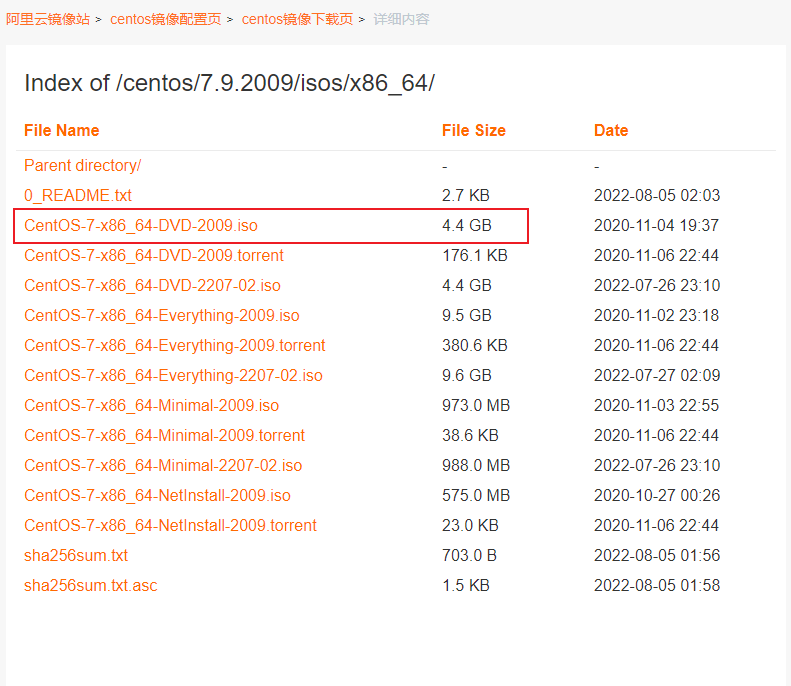 阿里云镜像站 > centos镜像配置页 > centos镜像下载页 > 详细内容
Index of /centos/7.9.2009/isos/x86_64/
File Name File Size Date
Parent directory/ - -
0_README.txt 2.7 KB 2022-08-05 02:03
CentOS-7-x86_64-DVD-2009.iso 4.4 GB 2020-11-04 19:37
CentOS-7-x86_64-DVD-2009.torrent 176.1 KB 2020-11-06 22:44
CentOS-7-x86_64-DVD-2207-02.iso 4.4 GB 2022-07-26 23:10
CentOS-7-x86_64-Everything-2009.iso 9.5 GB 2020-11-02 23:18
CentOS-7-x86_64-Everything-2009.torrent 380.6 KB 2020-11-06 22:44
CentOS-7-x86_64-Everything-2207-02.iso 9.6 GB 2022-07-27 02:09
CentOS-7-x86_64-Minimal-2009.iso 973.0 MB 2020-11-03 22:55
CentOS-7-x86_64-Minimal-2009.torrent 38.6 KB 2020-11-06 22:44
CentOS-7-x86_64-Minimal-2207-02.iso 988.0 MB 2022-07-26 23:10
CentOS-7-x86_64-NetInstall-2009.iso 575.0 MB 2020-10-27 00:26
CentOS-7-x86_64-NetInstall-2009.torrent 23.0 KB 2020-11-06 22:44
sha256sum.txt 703.0 B 2022-08-05 01:56
sha256sum.txt.asc 1.5 KB 2022-08-05 01:58